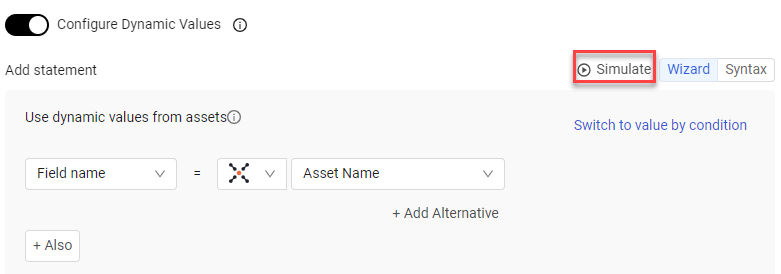 Configure Dynamic Values
Add statement
Simulate
Wizard
Syntax
Use dynamic values from assets
Switch to value by condition
Field name
=
Asset Name
+ Add Alternative
+ Also